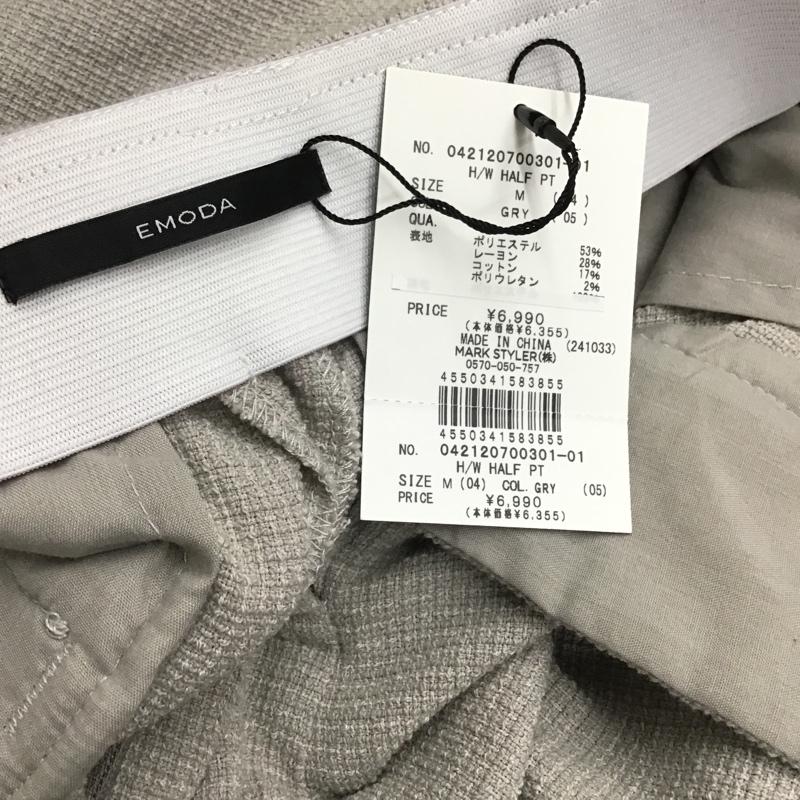 EMODA
NO. 042120700301-01
H/W HALF PT
SIZE M ( )
GRY ( 05 )
QUA.
表地 ポリエステル 53%
レーヨン 28%
コットン 17%
ポリウレタン 2%
PRICE ¥6,990
(本体価格¥6.355)
MADE IN CHINA (241033)
MARK STYLER(株)
0570-050-757
4550341583855
4550341583855
NO. 042120700301-01
H/W HALF PT
SIZE M (04) COL. GRY (05)
PRICE ¥6,990
(本体価格¥6.355)